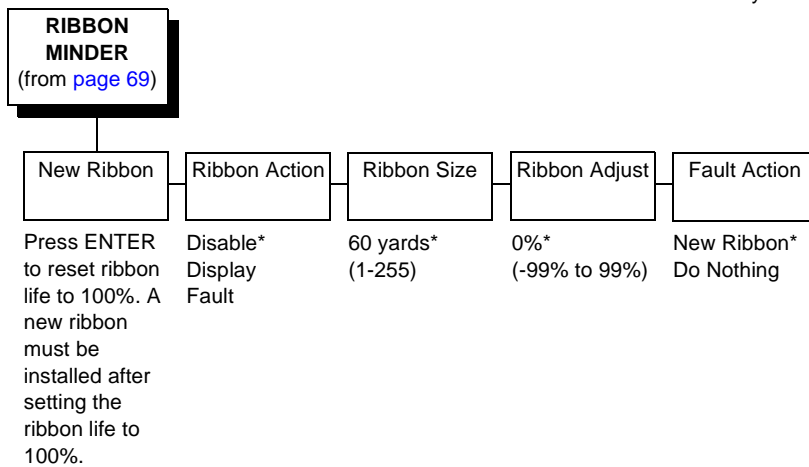 RIBBON
MINDER
(from page 69)
New Ribbon
Ribbon Action
Ribbon Size
Ribbon Adjust
Fault Action
Press ENTER
to reset ribbon
life to 100%. A
new ribbon
must be
installed after
setting the
ribbon life to
100%.
Disable*
Display
Fault
60 yards*
(1-255)
0%*
(-99% to 99%)
New Ribbon*
Do Nothing